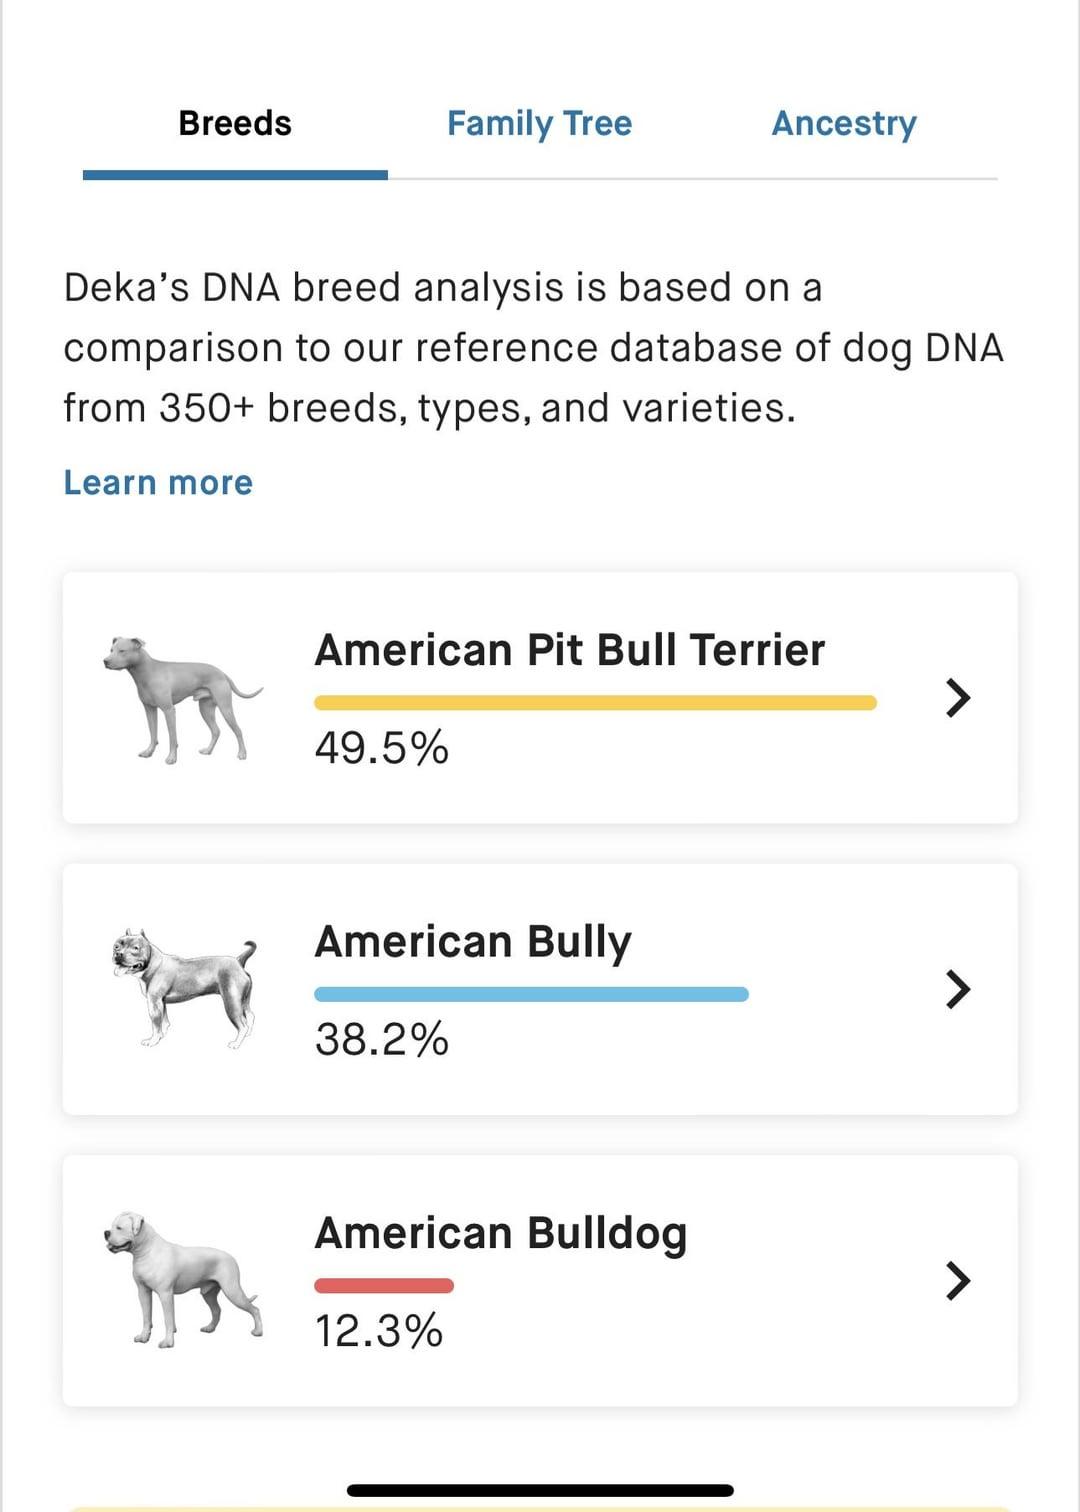 Breeds Family Tree Ancestry
Deka’s DNA breed analysis is based on a
comparison to our reference database of dog DNA
from 350+ breeds, types, and varieties.
Learn more
American Pit Bull Terrier
49.5%
American Bully
38.2%
American Bulldog
12.3%